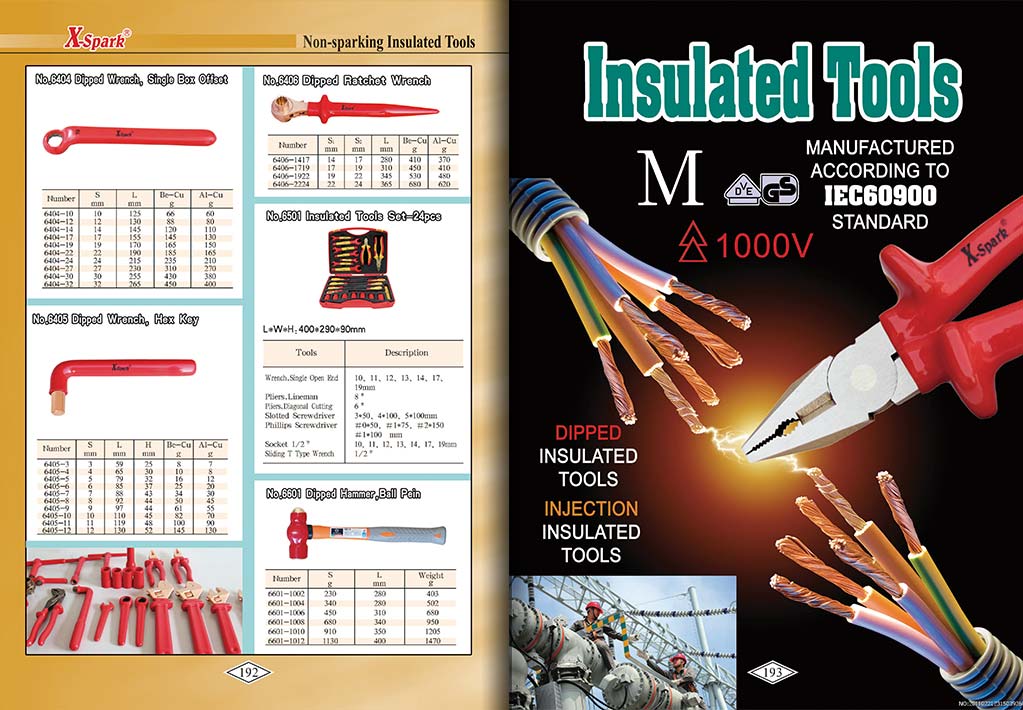 X-Spark®
Non-sparking Insulated Tools
No,6404 Dipped Wrench, Single Box Offset
X-Spark
Number S mm L mm Be-Cu g Al-Cu g
6404-10 10 125 66 60
6404-12 12 130 88 80
6404-14 14 145 120 110
6404-17 17 155 145 130
6404-19 19 170 165 150
6404-22 22 190 185 165
6404-24 24 215 235 210
6404-27 27 230 310 270
6404-30 30 255 430 380
6404-32 32 265 450 400
No,6405 Dipped Wrench, Hex Key
X-Spark
Number S mm L mm H mm Be-Cu g Al-Cu g
6405-3 3 59 25 8 7
6405-4 4 65 30 10 8
6405-5 5 79 32 16 12
6405-6 6 85 37 25 20
6405-7 7 88 43 34 30
6405-8 8 92 44 50 45
6405-9 9 97 44 61 55
6405-10 10 110 45 82 70
6405-11 11 119 48 100 90
6405-12 12 130 52 145 130
No,6406 Dipped Ratchet Wrench
X-Spark
Number S₁ mm S₂ mm L mm Be-Cu g Al-Cu g
6406-1417 14 17 280 410 370
6406-1719 17 19 310 450 410
6406-1922 19 22 345 530 480
6406-2224 22 24 365 680 620
No,6501 Insulated Tools Set-24pcs
L*W*H:400*290*90mm
Tools Description
Wrench,Single Open End 10, 11, 12, 13, 14, 17,
19mm
Pliers,Lineman 8"
Pliers,Diagonal Cutting 6"
Slotted Screwdriver 3*50, 4*100, 5*100mm
Phillips Screwdriver #0*50, #1*75, #2*150
#1*100 mm
Socket 1/2" 10, 11, 12, 13, 14, 17, 19mm
Siding T Type Wrench 1/2"
No,6601 Dipped Hammer,Ball Pein
Number S g L mm Weight g
6601-1002 230 280 403
6601-1004 340 280 502
6601-1006 450 310 680
6601-1008 680 340 950
6601-1010 910 350 1205
6601-1012 1130 400 1470
192
Insulated Tools
M
DVE GS
1000V
MANUFACTURED
ACCORDING TO
IEC60900
STANDARD
X-Spark
DIPPED
INSULATED
TOOLS
INJECTION
INSULATED
TOOLS
193